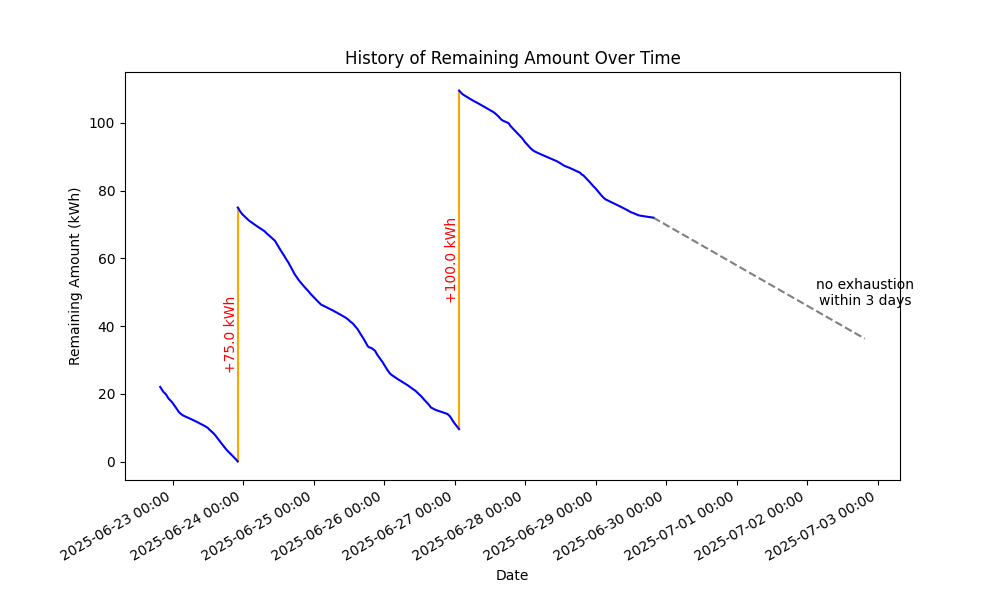 History of Remaining Amount Over Time
Remaining Amount (kWh)
100
80
60
40
20
0
+75.0 kWh
+100.0 kWh
no exhaustion
within 3 days
2025-06-23 00:00
2025-06-24 00:00
2025-06-25 00:00
2025-06-26 00:00
2025-06-27 00:00
2025-06-28 00:00
2025-06-29 00:00
2025-06-30 00:00
2025-07-01 00:00
2025-07-02 00:00
2025-07-03 00:00
Date